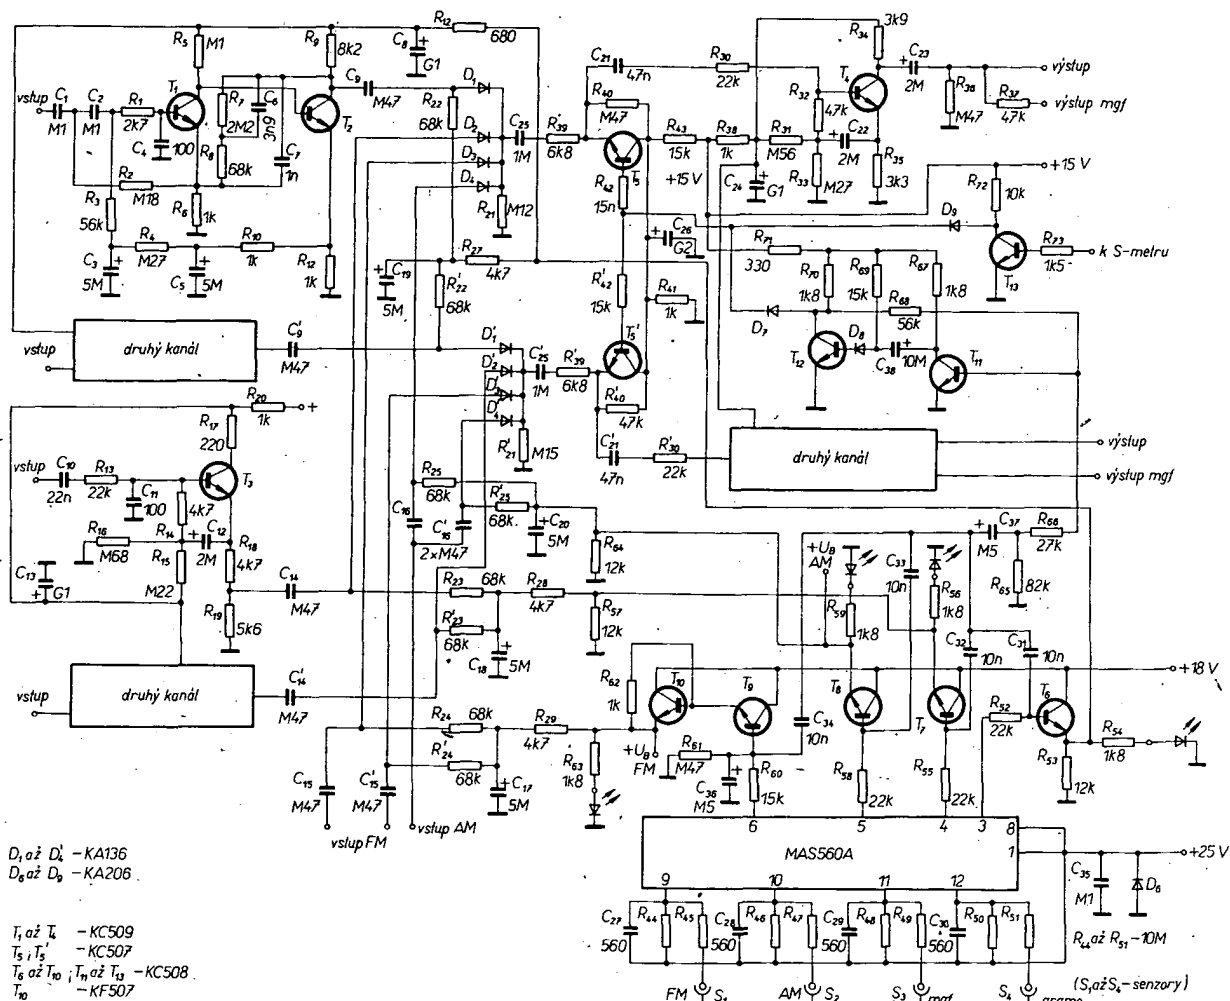 R₁₂
680
3k9
R₅
M1
R₉
8k2
C₈ +
G1
C₂₁
47n
R₃₀
22k
R₃₄
C₂₃
+
2M
výstup
R₃₆
M47
R₃₇
47k
výstup mgf
vstup
C₁
M1
C₂
M1
R₁
2k7
T₁
R₇
2M2
C₆
C₉
M47
T₂
C₄
100
R₈
68k
C₇
1n
R₂₂
68k
D₁
D₂
D₃
D₄
C₂₅
1M
R'₃₉
6k8
R₄₀
M47
T₅
R₄₃
15k
R₃₈
1k
R₃₂
47k
T₄
R₃₁
M56
C₂₂
+
2M
R₃₅
3k3
R₃₃
M27
C₂₄
+
G1
+15 V
+15 V
R₂
M18
R₃
56k
R₆
1k
R₄
M27
R₁₀
1k
C₃ +
5M
C₅ +
5M
R₁₂
1k
R₂₁
M12
R₂₇
4k7
C₁₉
+
5M
R'₂₂
68k
R₄₂
15n
C₂₆
+
G2
R'₄₂
15k
R₄₁
1k
T₅'
R₇₂
10k
D₉
R₇₃
1k5
k S-metru
T₁₃
R₇₁
330
R₇₀
1k8
R₆₉
15k
R₆₇
1k8
R₆₈
56k
D₇
T₁₂
D₈
C₃₈
+
10M
T₁₁
vstup
druhý kanál
C'₉
M47
D'₁
D'₂
D'₃
D'₄
C'₂₅
1M
R'₃₉
6k8
R'₄₀
47k
R'₂₁
M15
C'₂₁
47n
R'₃₀
22k
druhý kanál
výstup
výstup mgf
R₂₀
1k
+
R₁₇
220
vstup
C₁₀
22n
R₁₃
22k
T₃
C₁₁
100
4k7
R₁₄
R₁₆
M68
C₁₂
+
2M
R₁₈
4k7
R₁₅
M22
C₁₃
+
G1
R₁₉
5k6
C₁₄
M47
R₂₅
68k
R'₂₅
68k
C₁₆
C'₁₆
2xM47
C₂₀
+
5M
R₆₄
12k
R₂₃
68k
R₂₈
4k7
R'₂₃
68k
C₁₈
+
5M
R₅₇
12k
+U_B
AM
R₅₉
1k8
C₃₃
10n
R₅₆
1k8
C₃₇
+
M5
R₆₆
27k
R₆₅
82k
C₃₂
10n
C₃₁
10n
vstup
druhý kanál
C'₁₄
M47
R₆₂
1k
T₁₀
T₉
T₈
T₇
T₆
+18 V
R₂₄
68k
R₂₉
4k7
R'₂₄
68k
+U_B
FM
R₆₁
M47
C₃₄
10n
R₅₂
22k
R₅₄
1k8
R₅₃
12k
C₁₅
M47
C'₁₅
M47
C₁₇
+
5M
R₆₃
1k8
C₃₆
+
M5
R₆₀
15k
R₅₈
22k
R₅₅
22k
vstup FM
vstup AM
6 5 4 3 8
MAS560A
1
+25 V
9 10 11 12
C₃₅
M1
D₆
C₂₇
560
R₄₄
R₄₅
C₂₈
560
R₄₆
R₄₇
C₂₉
560
R₄₈
R₄₉
C₃₀
560
R₅₀
R₅₁
R₄₄ až R₅₁ – 10M
FM S₁
AM S₂
S₃ mgf
S₄ gramo
(S₁ až S₄ – senzory)
D₁ až D'₄ – KA136
D₆ až D₉ – KA206
T₁ až T₄ – KC509
T₅, T₅' – KC507
T₆ až T₁₀, T₁₁ až T₁₃ – KC508
T₁₀ – KF507